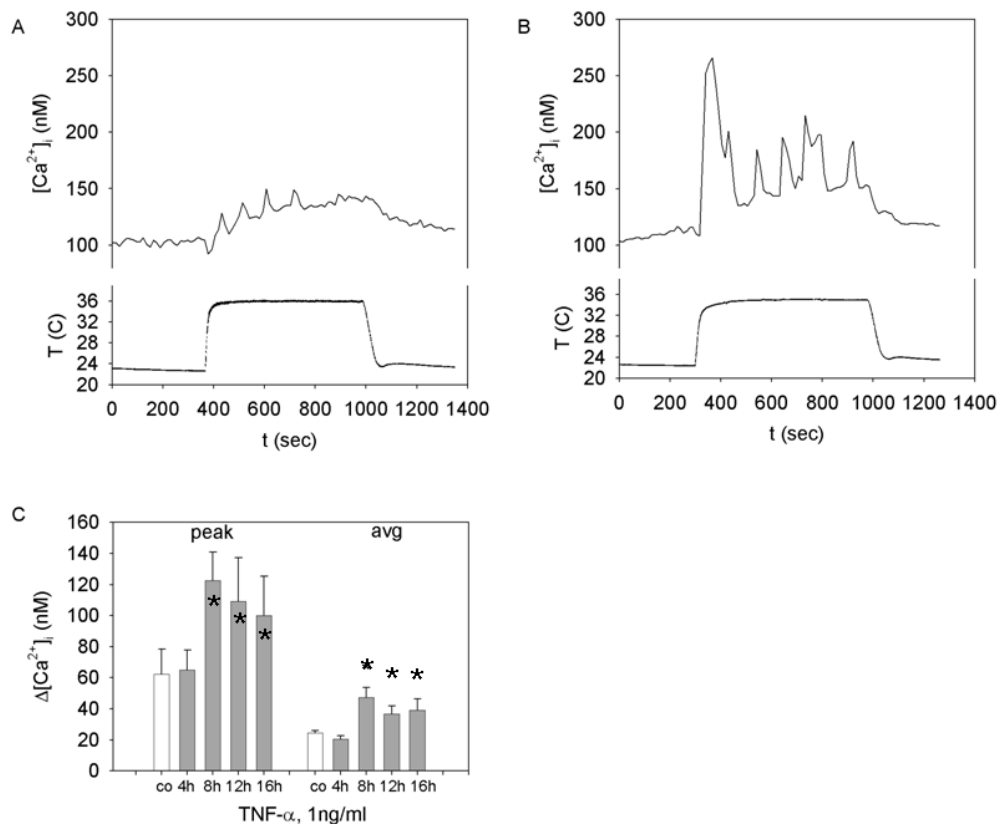 A
300
250
200
150
100
[Ca2+]i (nM)
36
32
28
24
20
T (C)
0 200 400 600 800 1000 1200 1400
t (sec)
B
300
250
200
150
100
[Ca2+]i (nM)
36
32
28
24
20
T (C)
0 200 400 600 800 1000 1200 1400
t (sec)
C
160
140
120
100
80
60
40
20
0
Δ[Ca2+]i (nM)
peak avg
* * * * * *
co 4h 8h 12h 16h co 4h 8h 12h 16h
TNF-α, 1ng/ml